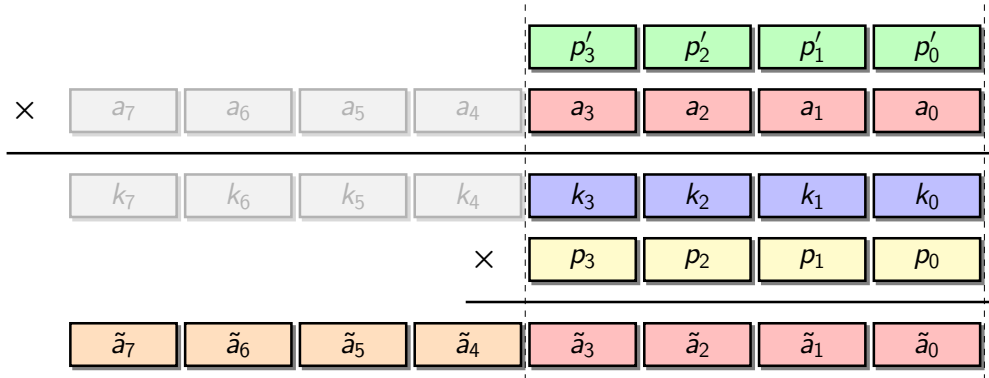 p′₃ p′₂ p′₁ p′₀
× a₇ a₆ a₅ a₄ a₃ a₂ a₁ a₀
k₇ k₆ k₅ k₄ k₃ k₂ k₁ k₀
× p₃ p₂ p₁ p₀
ã₇ ã₆ ã₅ ã₄ ã₃ ã₂ ã₁ ã₀